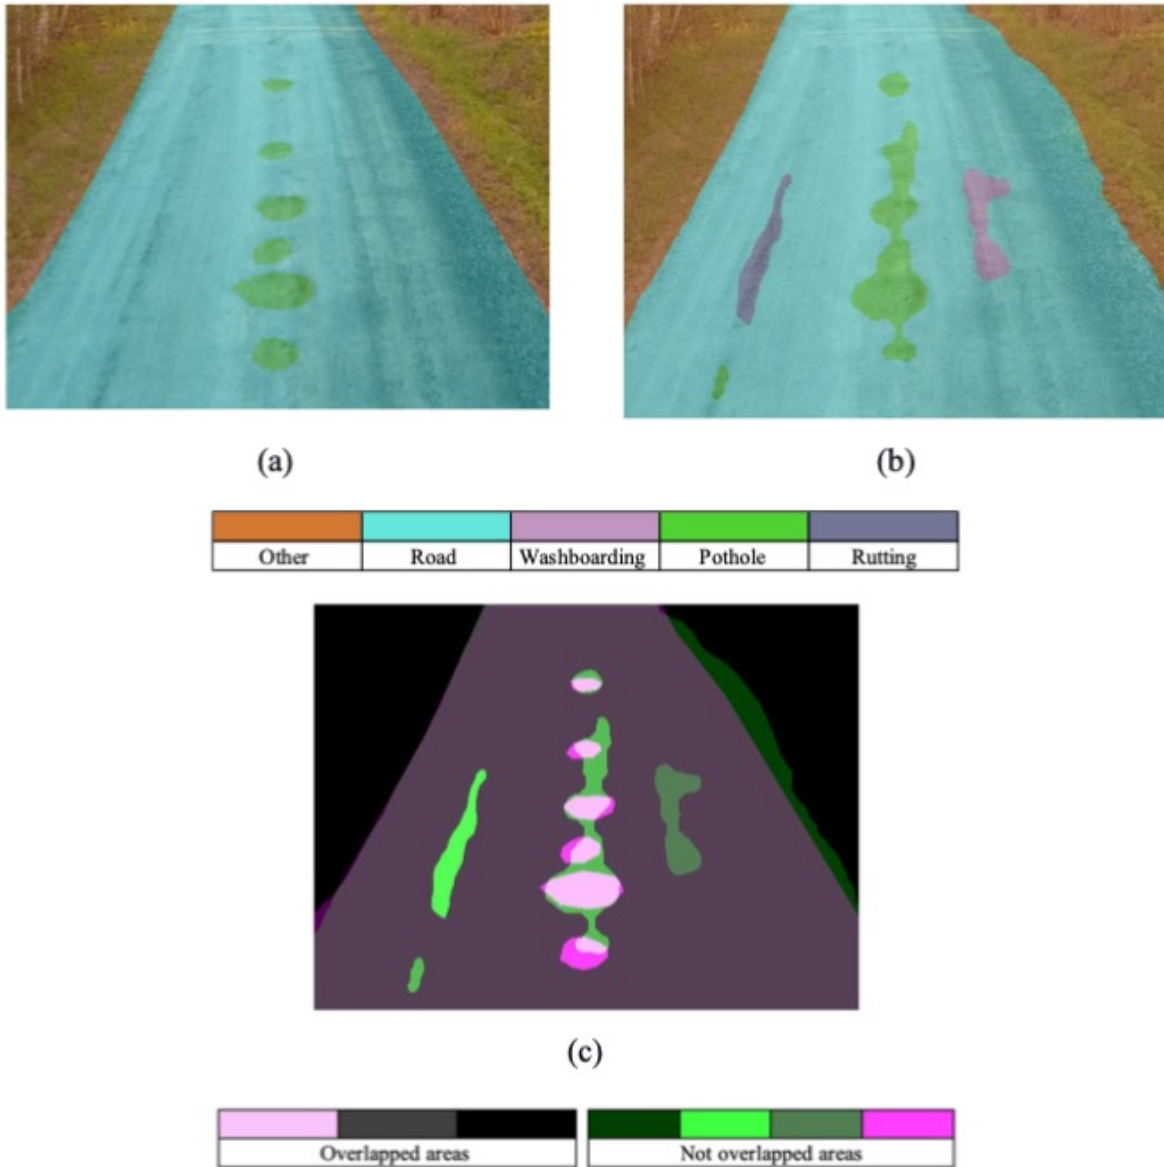 (a)
(b)
Other Road Washboarding Pothole Rutting
(c)
Overlapped areas Not overlapped areas